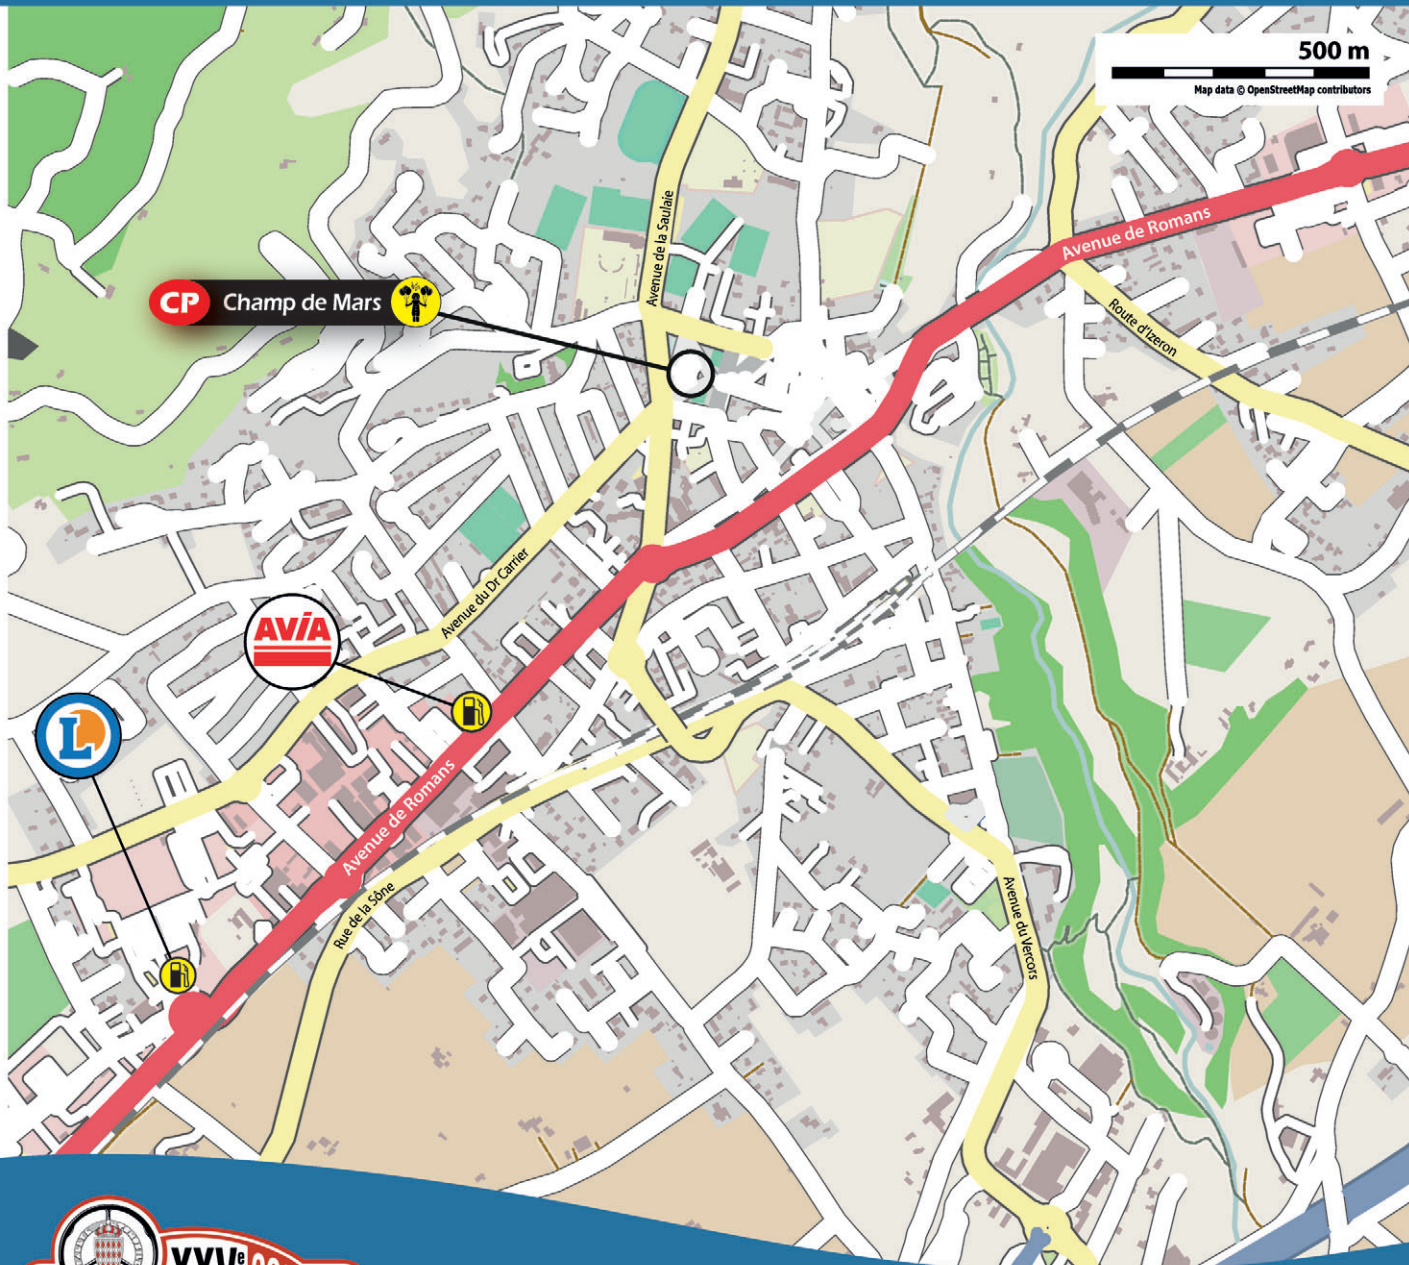 500 m
Map data © OpenStreetMap contributors
Avenue de la Saulaie
Avenue de Romans
CP Champ de Mars
Route d'Izeron
Avenue du Dr Carrier
AVIA
L
Avenue de Romans
Rue de la Sône
Avenue du Vercors
XXVe